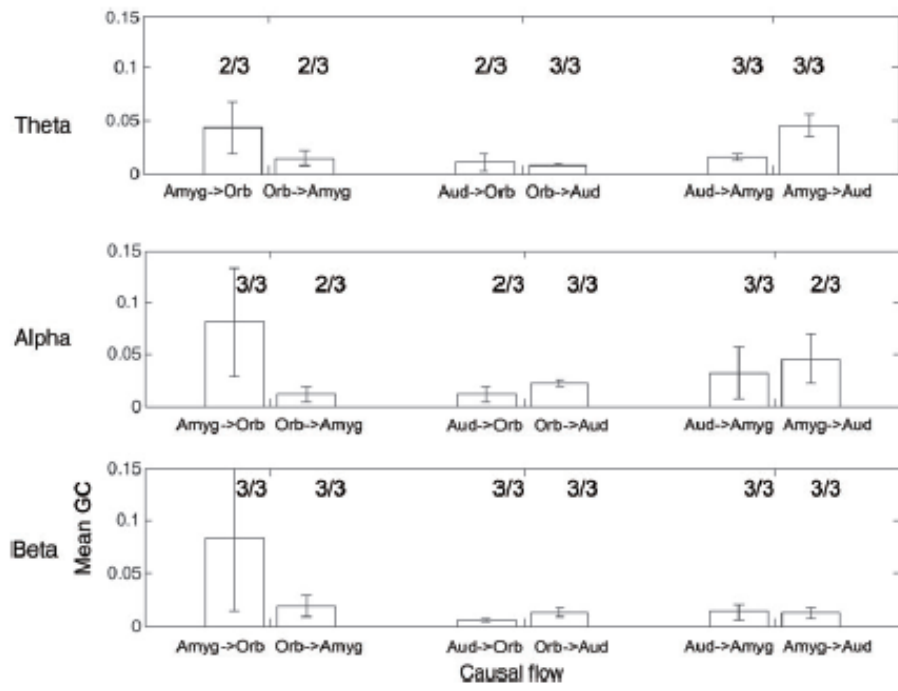 0.15
0.1
0.05
0
Theta
2/3 2/3 2/3 3/3 3/3 3/3
Amyg->Orb Orb->Amyg Aud->Orb Orb->Aud Aud->Amyg Amyg->Aud
0.15
0.1
0.05
0
Alpha
3/3 2/3 2/3 3/3 3/3 2/3
Amyg->Orb Orb->Amyg Aud->Orb Orb->Aud Aud->Amyg Amyg->Aud
0.15
0.1
0.05
0
Beta
Mean GC
3/3 3/3 3/3 3/3 3/3 3/3
Amyg->Orb Orb->Amyg Aud->Orb Orb->Aud Aud->Amyg Amyg->Aud
Causal flow